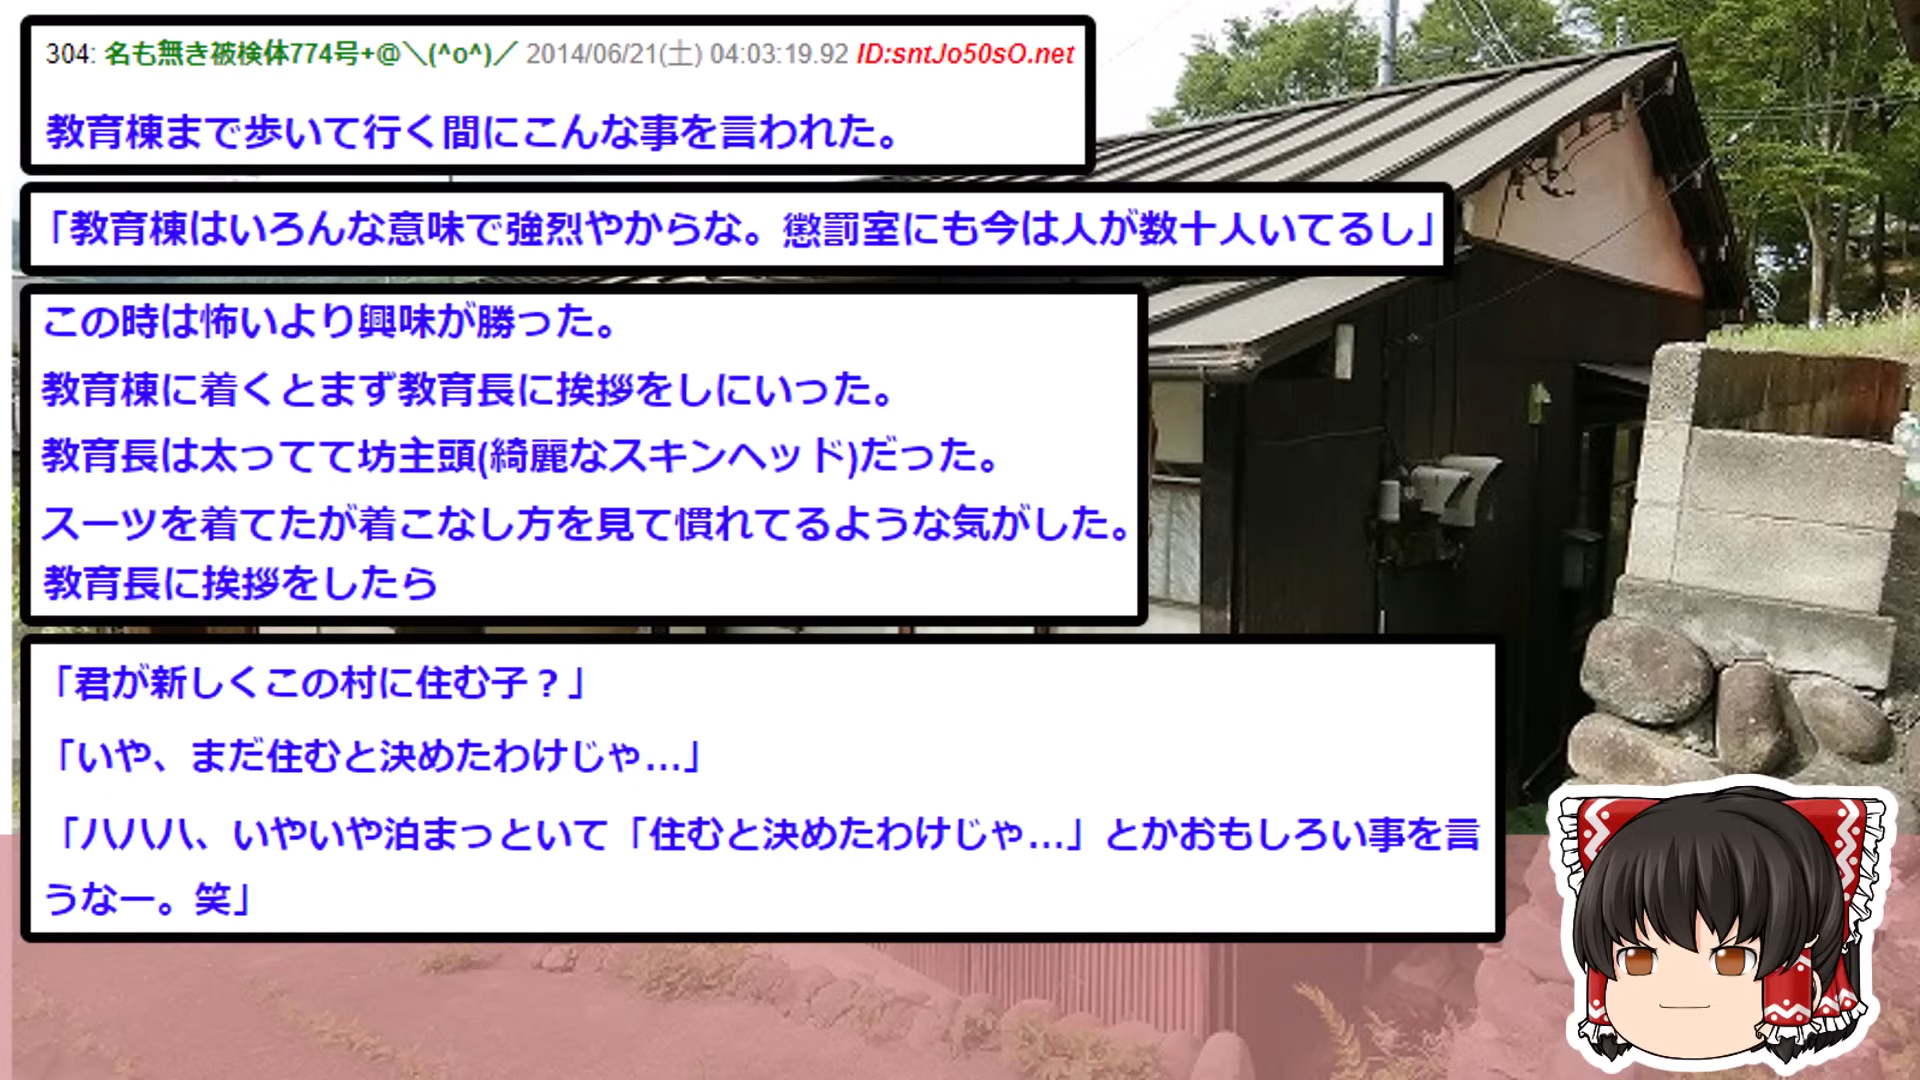 304: 名も無き被検体774号+@＼(^o^)／ 2014/06/21(土) 04:03:19.92 ID:sntJo50sO.net
教育棟まで歩いて行く間にこんな事を言われた。
「教育棟はいろんな意味で強烈やからな。懲罰室にも今は人が数十人いてるし」
この時は怖いより興味が勝った。
教育棟に着くとまず教育長に挨拶をしにいった。
教育長は太ってて坊主頭(綺麗なスキンヘッド)だった。
スーツを着てたが着こなし方を見て慣れてるような気がした。
教育長に挨拶をしたら
「君が新しくこの村に住む子？」
「いや、まだ住むと決めたわけじゃ…」
「ハハハ、いやいや泊まっといて「住むと決めたわけじゃ…」とかおもしろい事を言
うなー。笑」